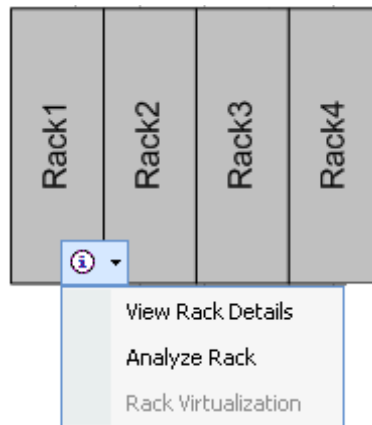 Rack1
Rack2
Rack3
Rack4
View Rack Details
Analyze Rack
Rack Virtualization